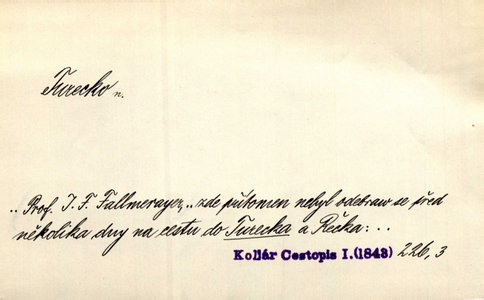 Turecko n.
.. Prof. J. F. Fallmerayer, .. zde přítomen nebyl odebraw se před
několika dny na cestu do Turecka a Řecka: ..
Kollár Cestopis I. (1843) 226, 3